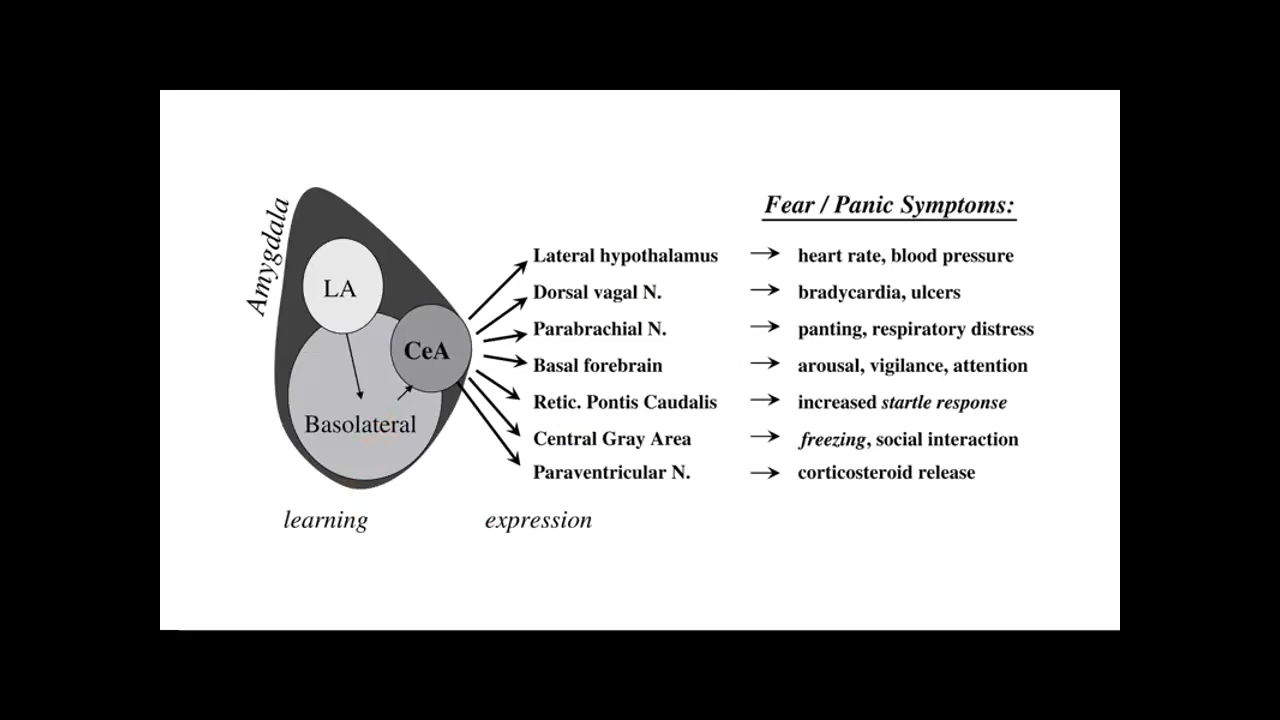 Amygdala
LA
CeA
Basolateral
learning
expression
Fear / Panic Symptoms:
Lateral hypothalamus → heart rate, blood pressure
Dorsal vagal N. → bradycardia, ulcers
Parabrachial N. → panting, respiratory distress
Basal forebrain → arousal, vigilance, attention
Retic. Pontis Caudalis → increased startle response
Central Gray Area → freezing, social interaction
Paraventricular N. → corticosteroid release